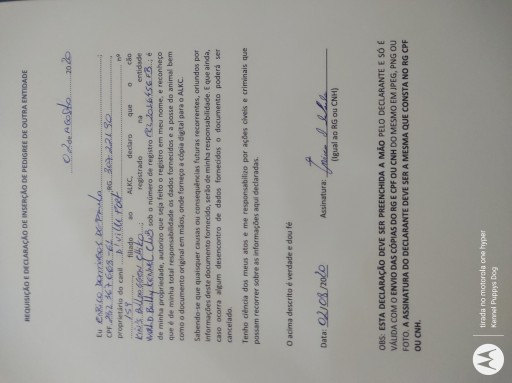 REQUISIÇÃO E DECLARAÇÃO DE INSERÇÃO DE PEDIGREE DE OUTRA ENTIDADE
02 de Agosto 2020
Eu
CPF RG
proprietário do canil nº
159, filiado ao ALKC, declaro que o cão
registrado na entidade
World Bully Kennel Club sob o número de registro é
de minha propriedade, autorizo que seja feito o registro em meu nome, e reconheço
que é de minha total responsabilidade os dados fornecidos e a posse do animal bem
como o documento original em mãos, onde forneço a cópia digital para o ALKC.
Sabendo-se que quaisquer causas ou consequências futuras recorrentes, oriundos por
informações deste documento fornecido, serão de minha responsabilidade. E que ainda,
caso ocorra algum desencontro de dados fornecidos o documento poderá ser
cancelado.
Tenho ciência dos meus atos e me responsabilizo por ações cíveis e criminais que
possam recorrer sobre as informações aqui declaradas.
O acima descrito é verdade e dou fé
Data: 02/08/2020 Assinatura:
(Igual ao RG ou CNH)
OBS: ESTA DECLARAÇÃO DEVE SER PREENCHIDA A MÃO PELO DECLARANTE E SÓ É
VÁLIDA COM O ENVIO DAS CÓPIAS DO RG E CPF OU CNH DO MESMO EM JPEG, PNG OU
FOTO. A ASSINATURA DO DECLARANTE DEVE SER A MESMA QUE CONSTA NO RG CPF
OU CNH.
tirada no motorola one hyper
Kennel Puppys Dog